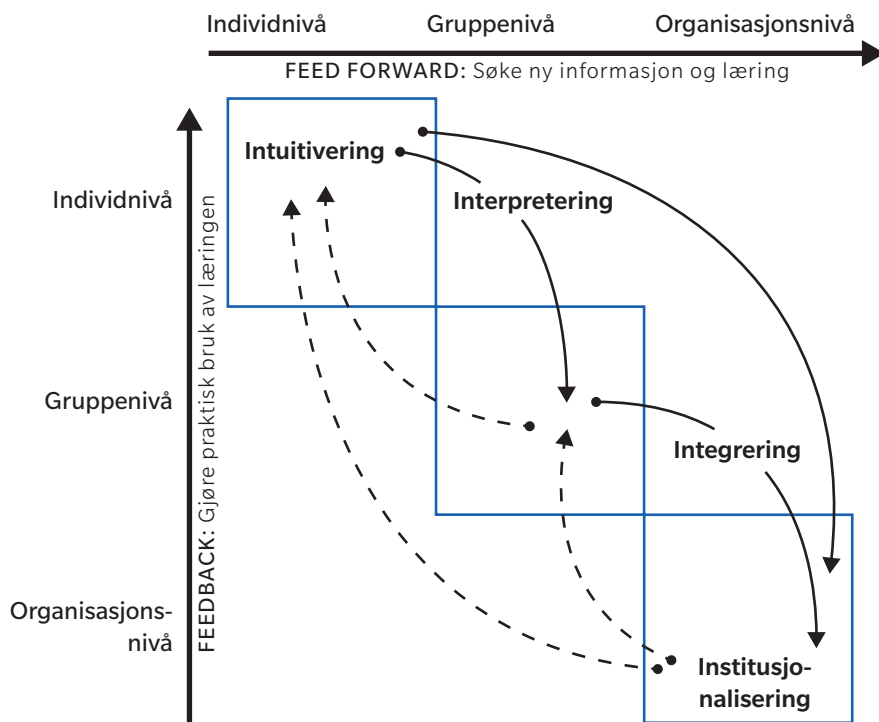 Individnivå
Gruppenivå
Organisasjonsnivå
FEED FORWARD: Søke ny informasjon og læring
Individnivå
Gruppenivå
Organisasjons-
nivå
FEEDBACK: Gjøre praktisk bruk av læringen
Intuitivering
Interpretering
Integrering
Institusjo-
nalisering